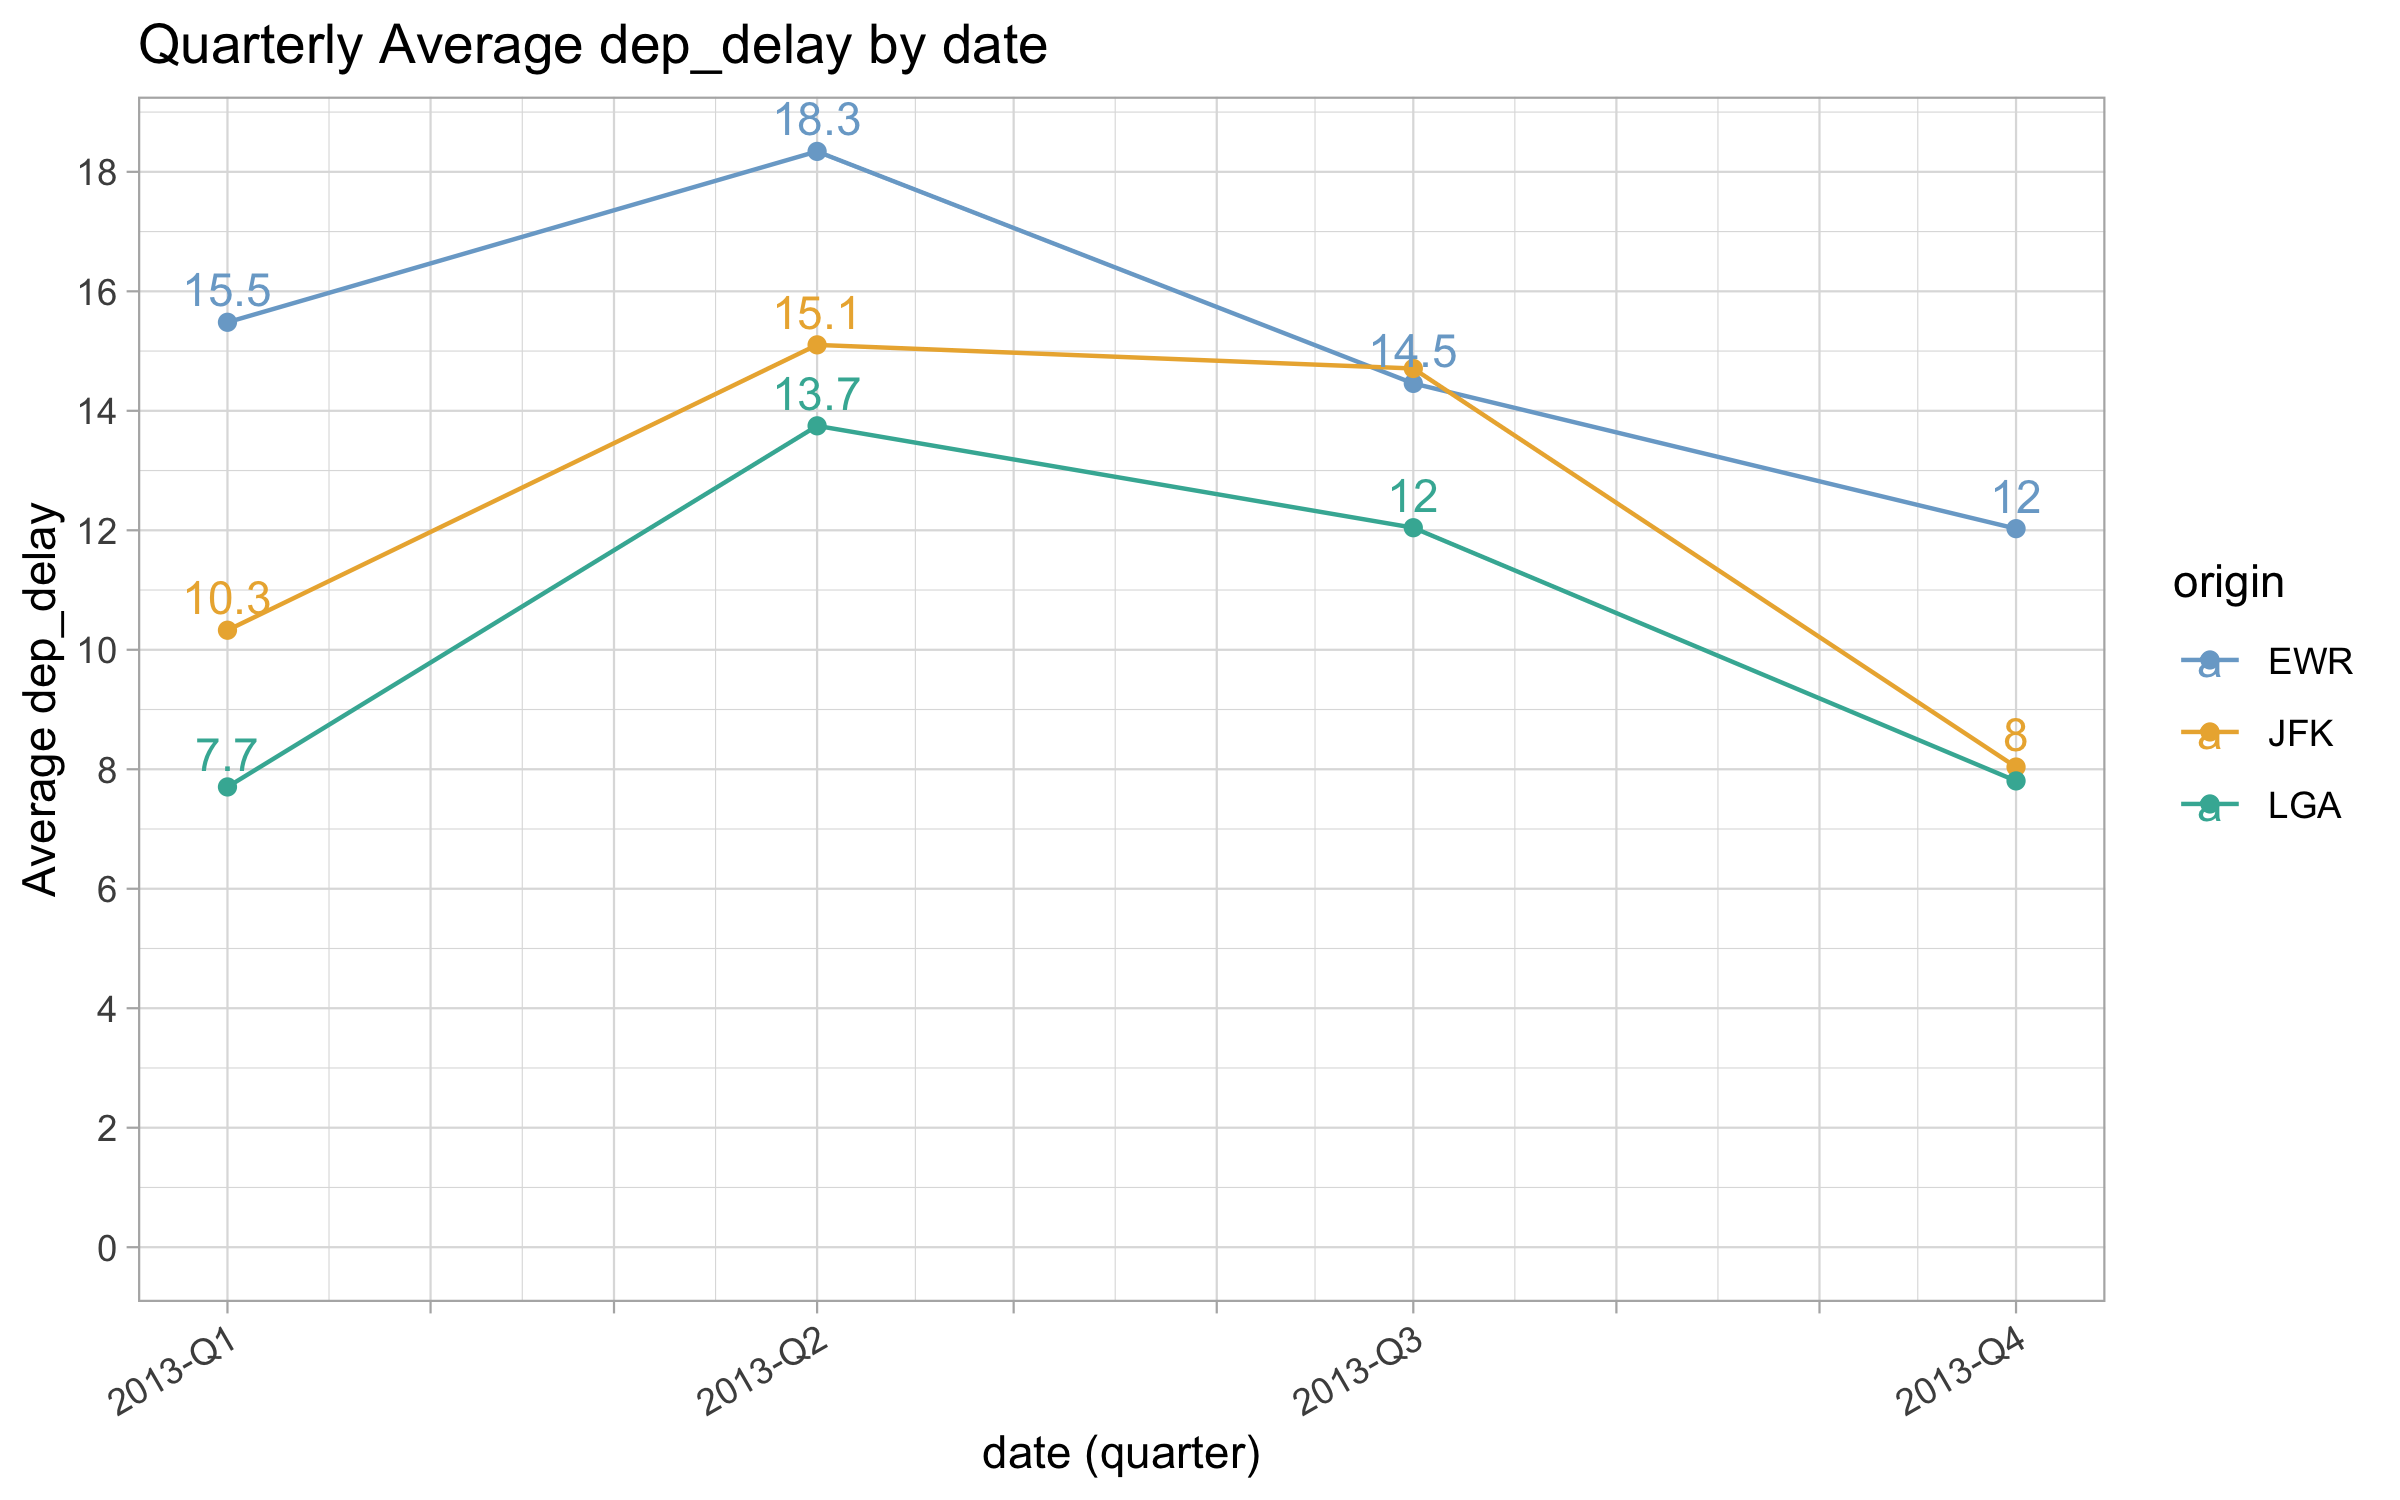 Quarterly Average dep_delay by date
18.3
18
16
15.5
15.1
14.5
14
13.7
12
12
12
10.3
10
8
8
7.7
6
4
2
0
Average dep_delay
2013-Q1
2013-Q2
2013-Q3
2013-Q4
date (quarter)
origin
a EWR
a JFK
a LGA